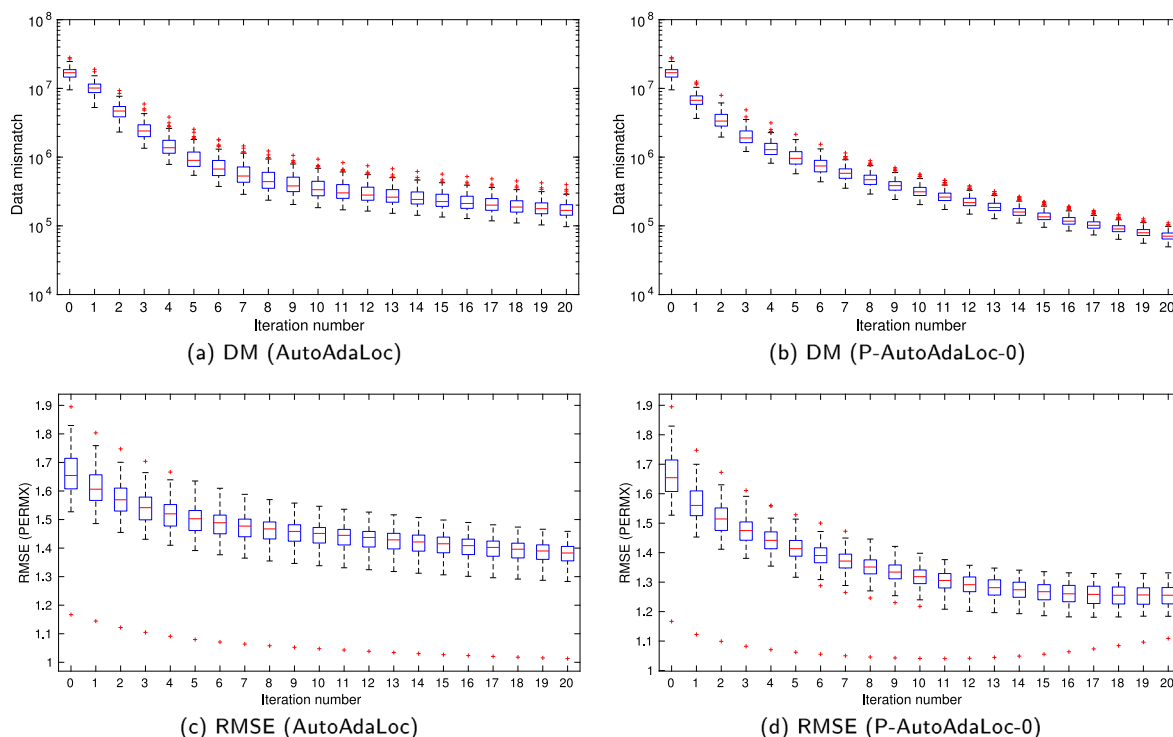 10^8
10^7
10^6
10^5
10^4
Data mismatch
0 1 2 3 4 5 6 7 8 9 10 11 12 13 14 15 16 17 18 19 20
Iteration number
(a) DM (AutoAdaLoc)
10^8
10^7
10^6
10^5
10^4
Data mismatch
0 1 2 3 4 5 6 7 8 9 10 11 12 13 14 15 16 17 18 19 20
Iteration number
(b) DM (P-AutoAdaLoc-0)
1.9
1.8
1.7
1.6
1.5
1.4
1.3
1.2
1.1
1
RMSE (PERMX)
0 1 2 3 4 5 6 7 8 9 10 11 12 13 14 15 16 17 18 19 20
Iteration number
(c) RMSE (AutoAdaLoc)
1.9
1.8
1.7
1.6
1.5
1.4
1.3
1.2
1.1
1
RMSE (PERMX)
0 1 2 3 4 5 6 7 8 9 10 11 12 13 14 15 16 17 18 19 20
Iteration number
(d) RMSE (P-AutoAdaLoc-0)